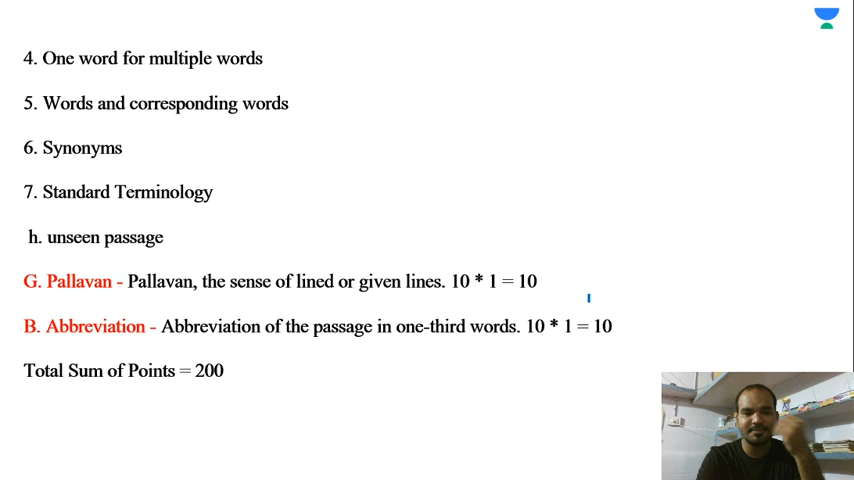 4. One word for multiple words
5. Words and corresponding words
6. Synonyms
7. Standard Terminology
h. unseen passage
G. Pallavan - Pallavan, the sense of lined or given lines. 10 * 1 = 10
B. Abbreviation - Abbreviation of the passage in one-third words. 10 * 1 = 10
Total Sum of Points = 200